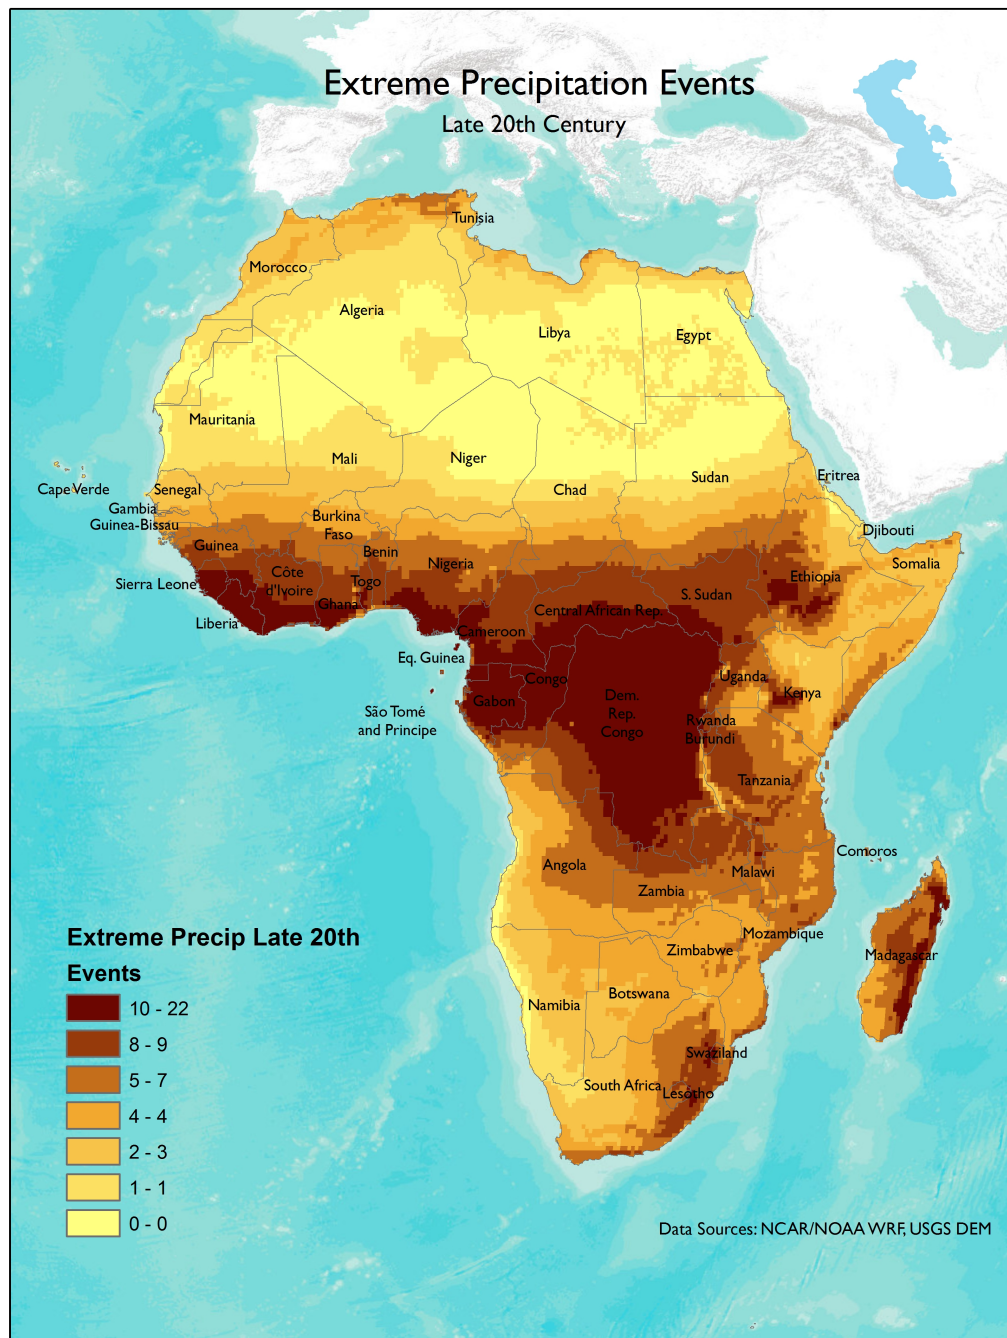 Extreme Precipitation Events
Late 20th Century
Tunisia
Morocco
Algeria
Libya
Egypt
Mauritania
Mali
Niger
Chad
Sudan
Eritrea
Cape Verde
Senegal
Gambia
Guinea-Bissau
Burkina
Faso
Djibouti
Guinea
Benin
Nigeria
Somalia
Ethiopia
Sierra Leone
Côte
d'Ivoire
Togo
Ghana
S. Sudan
Central African Rep.
Liberia
Cameroon
Eq. Guinea
Uganda
Congo
Kenya
Gabon
Dem.
Rep.
Congo
São Tomé
and Principe
Rwanda
Burundi
Tanzania
Comoros
Angola
Malawi
Zambia
Mozambique
Zimbabwe
Madagascar
Botswana
Namibia
Swaziland
South Africa
Lesotho
Extreme Precip Late 20th
Events
10 - 22
8 - 9
5 - 7
4 - 4
2 - 3
1 - 1
0 - 0
Data Sources: NCAR/NOAA WRF, USGS DEM